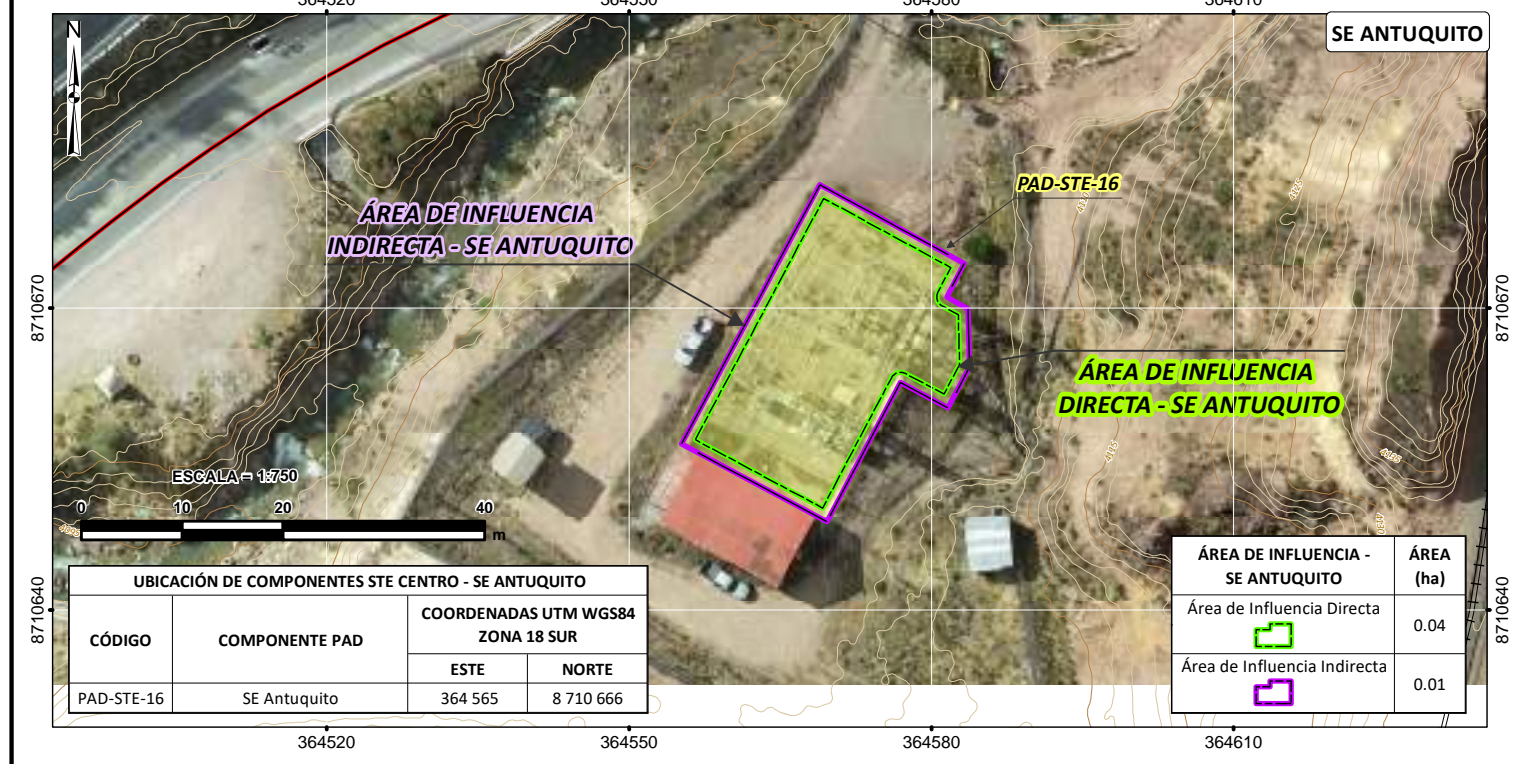 364520 364550 364580 364610
SE ANTUQUITO
N
PAD-STE-16
ÁREA DE INFLUENCIA
INDIRECTA - SE ANTUQUITO
8710670
8710670
ÁREA DE INFLUENCIA
DIRECTA - SE ANTUQUITO
4125
4115
4125
4120
ESCALA = 1:750
0 10 20 40
m
UBICACIÓN DE COMPONENTES STE CENTRO - SE ANTUQUITO
CÓDIGO COMPONENTE PAD COORDENADAS UTM WGS84
ZONA 18 SUR
ESTE NORTE
PAD-STE-16 SE Antuquito 364 565 8 710 666
ÁREA DE INFLUENCIA -
SE ANTUQUITO
ÁREA
(ha)
Área de Influencia Directa
0.04
Área de Influencia Indirecta
0.01
8710640
8710640
364520 364550 364580 364610